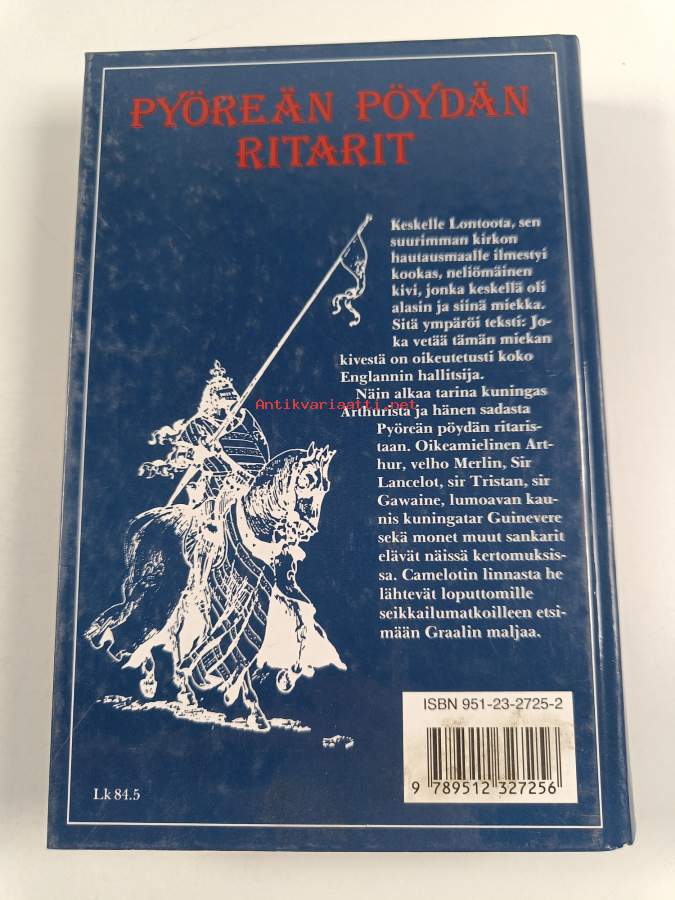 PYÖREÄN PÖYDÄN
RITARIT
Keskelle Lontoota, sen
suurimman kirkon
hautausmaalle ilmestyi
kookas, neliömäinen
kivi, jonka keskellä oli
alasin ja siinä miekka.
Sitä ympäröi teksti: Jo-
ka vetää tämän miekan
kivestä on oikeutetusti koko
Englannin hallitsija.
Näin alkaa tarina kuningas
Antikvariaatti.net
Arthurista ja hänen sadasta
Pyöreän pöydän ritaris-
taan. Oikeamielinen Art-
hur, velho Merlin, Sir
Lancelot, sir Tristan, sir
Gawaine, lumoavan kau-
nis kuningatar Guinevere
sekä monet muut sankarit
elävät näissä kertomuksis-
sa. Camelotin linnasta he
lähtevät loputtomille
seikkailumatkoilleen etsi-
mään Graalin maljaa.
ISBN 951-23-2725-2
9 789512 327256
Lk 84.5